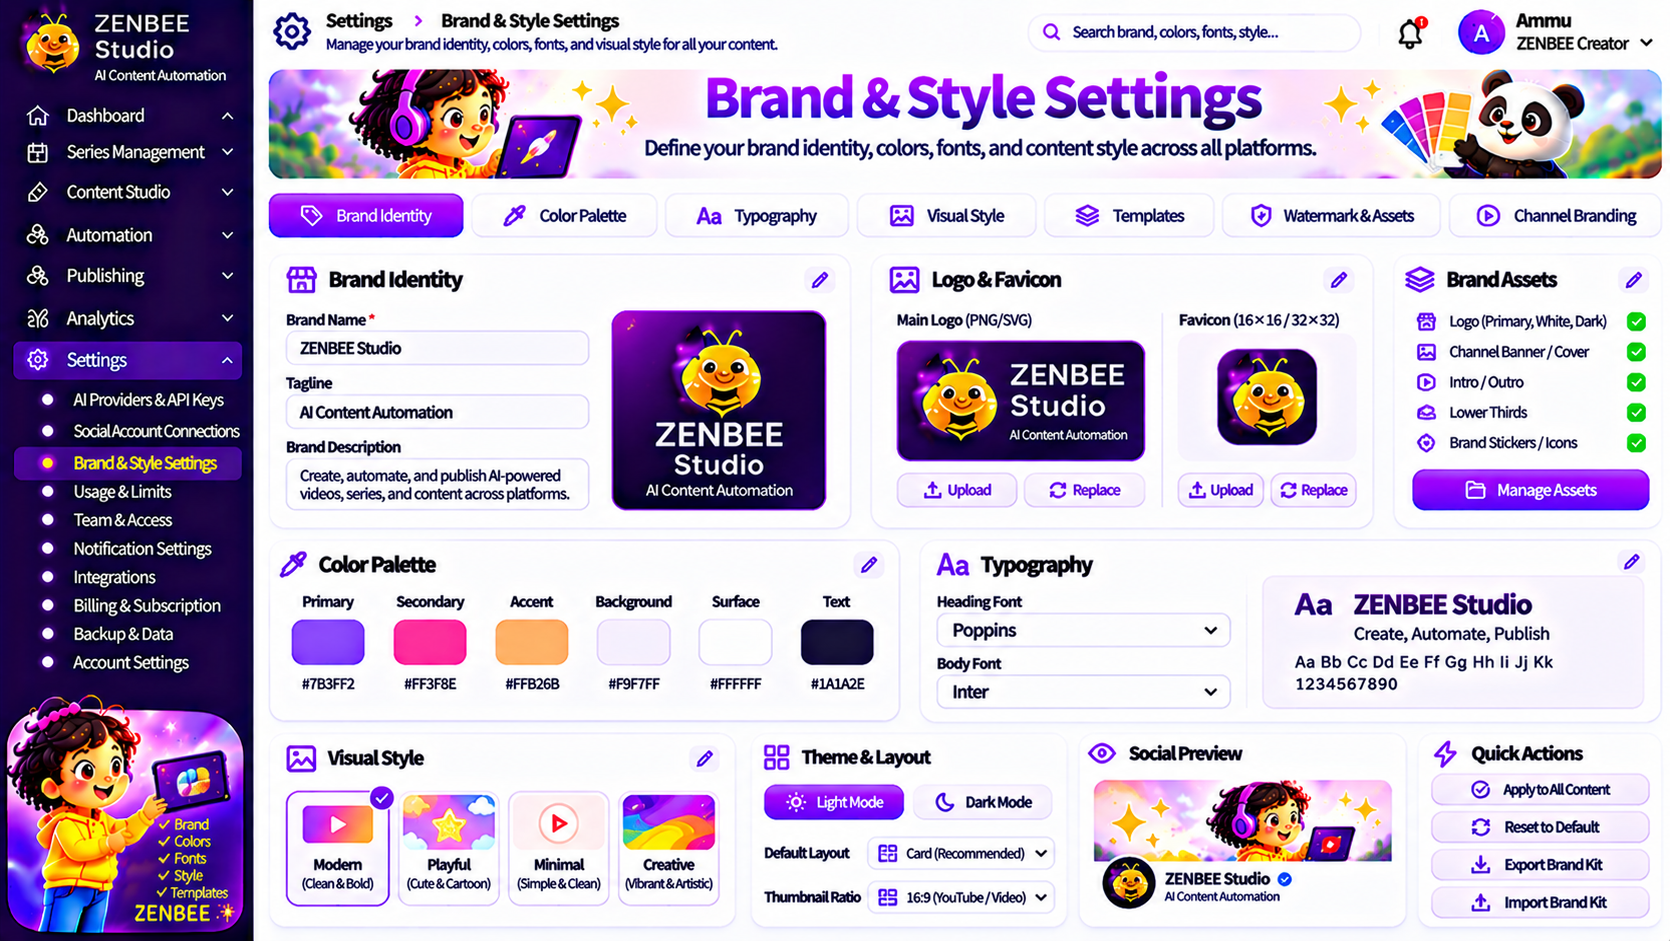 ZENBEE
Studio
AI Content Automation
Dashboard
Series Management
Content Studio
Automation
Publishing
Analytics
Settings
AI Providers & API Keys
Social Account Connections
Brand & Style Settings
Usage & Limits
Team & Access
Notification Settings
Integrations
Billing & Subscription
Backup & Data
Account Settings
✓ Brand
✓ Colors
✓ Fonts
✓ Style
✓ Templates
ZENBEE
Settings > Brand & Style Settings
Manage your brand identity, colors, fonts, and visual style for all your content.
Search brand, colors, fonts, style...
1
A
Ammu
ZENBEE Creator
Brand & Style Settings
Define your brand identity, colors, fonts, and content style across all platforms.
Brand Identity
Color Palette
Aa Typography
Visual Style
Templates
Watermark & Assets
Channel Branding
Brand Identity
Brand Name *
ZENBEE Studio
Tagline
AI Content Automation
Brand Description
Create, automate, and publish AI-powered
videos, series, and content across platforms.
ZENBEE
Studio
AI Content Automation
Logo & Favicon
Main Logo (PNG/SVG)
ZENBEE
Studio
AI Content Automation
Upload
Replace
Favicon (16×16 / 32×32)
Upload
Replace
Brand Assets
Logo (Primary, White, Dark)
Channel Banner / Cover
Intro / Outro
Lower Thirds
Brand Stickers / Icons
Manage Assets
Color Palette
Primary Secondary Accent Background Surface Text
#7B3FF2 #FF3F8E #FFB26B #F9F7FF #FFFFFF #1A1A2E
Aa Typography
Heading Font
Poppins
Body Font
Inter
Aa ZENBEE Studio
Create, Automate, Publish
Aa Bb Cc Dd Ee Ff Gg Hh Ii Jj Kk
1234567890
Visual Style
Modern
(Clean & Bold)
Playful
(Cute & Cartoon)
Minimal
(Simple & Clean)
Creative
(Vibrant & Artistic)
Theme & Layout
Light Mode
Dark Mode
Default Layout
Card (Recommended)
Thumbnail Ratio
16:9 (YouTube / Video)
Social Preview
ZENBEE Studio
AI Content Automation
Quick Actions
Apply to All Content
Reset to Default
Export Brand Kit
Import Brand Kit